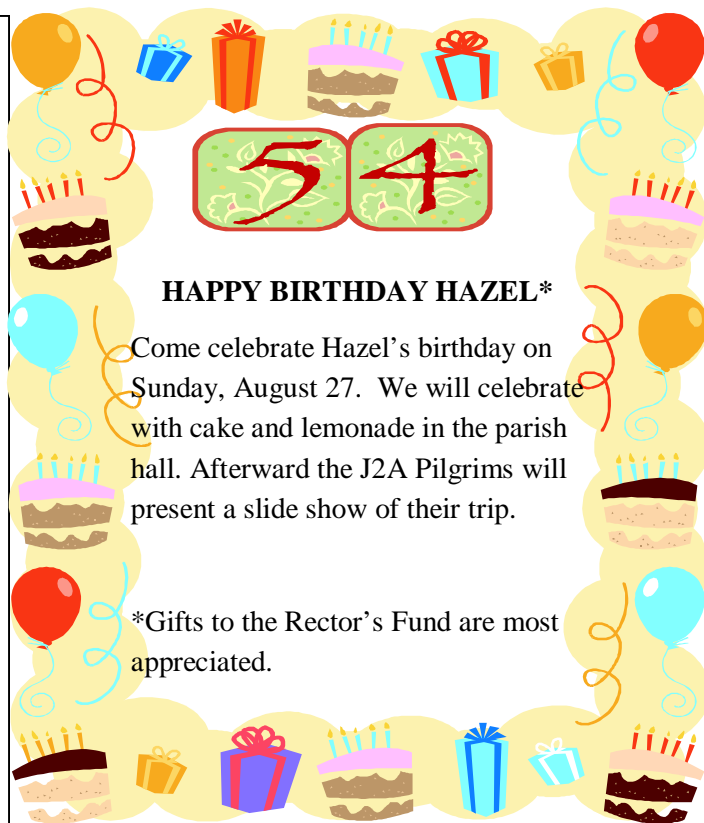 54
HAPPY BIRTHDAY HAZEL*
Come celebrate Hazel’s birthday on
Sunday, August 27.  We will celebrate
with cake and lemonade in the parish
hall. Afterward the J2A Pilgrims will
present a slide show of their trip.
*Gifts to the Rector’s Fund are most
appreciated.